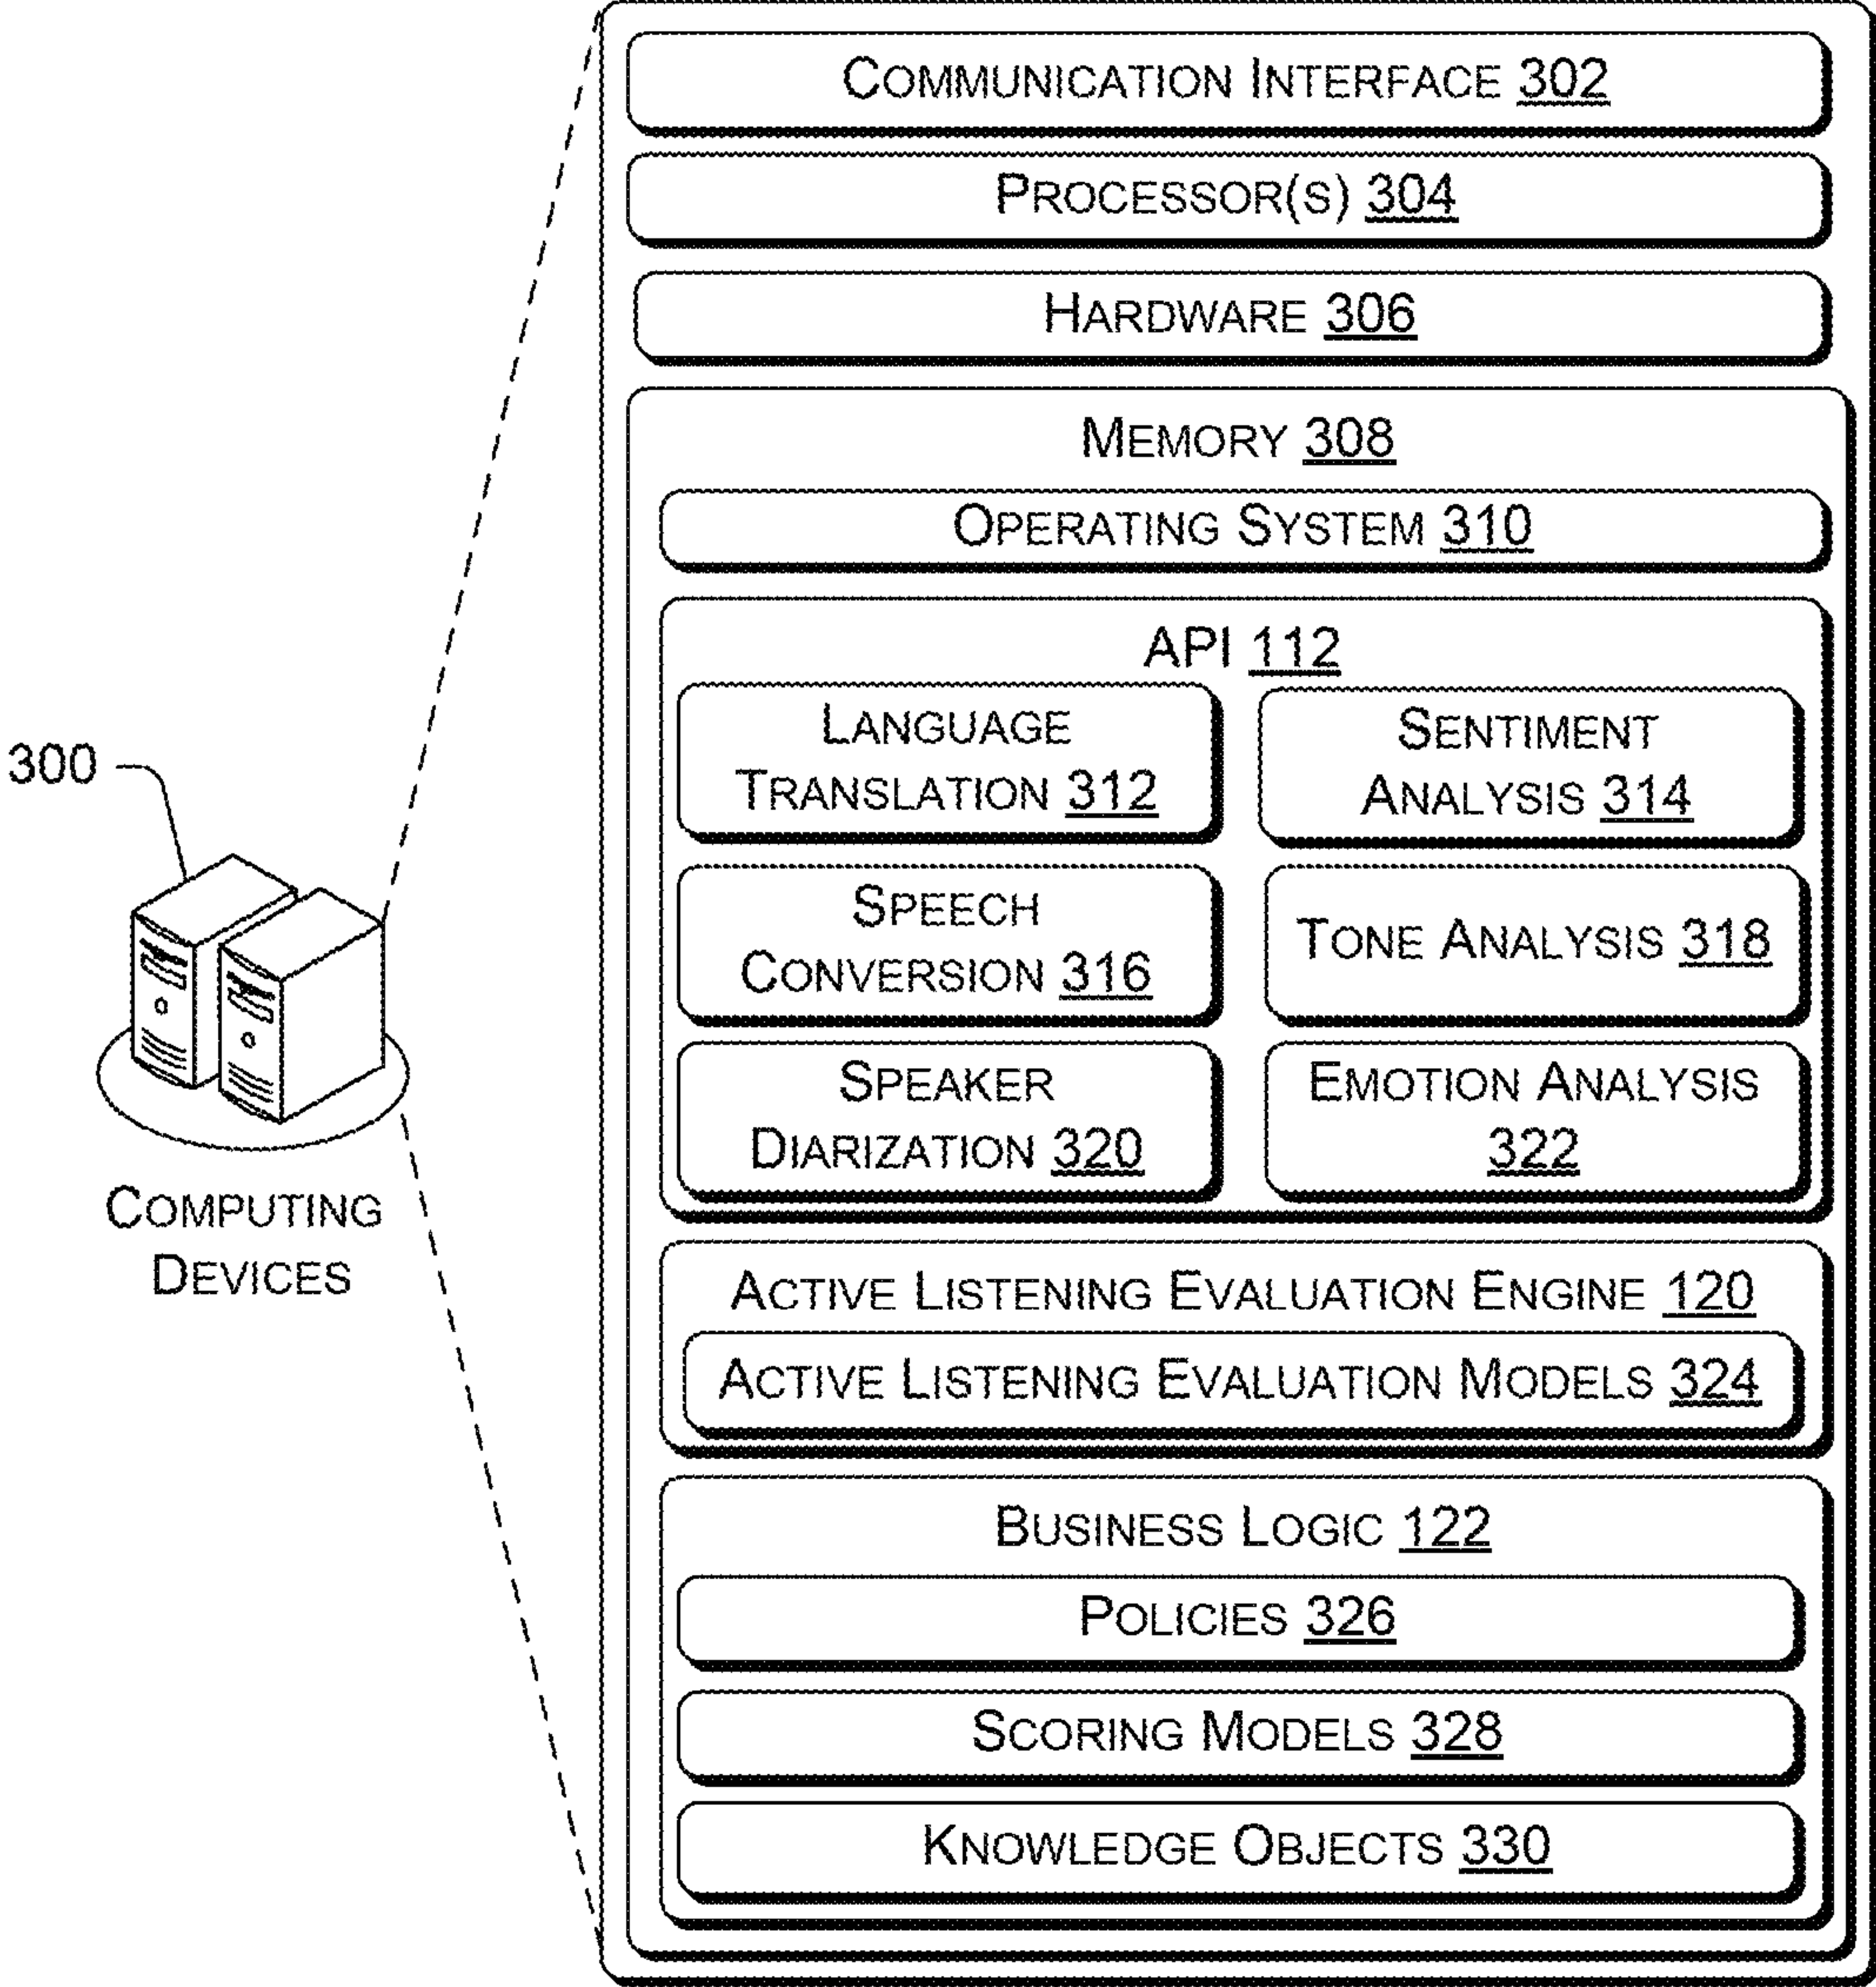 COMMUNICATION INTERFACE 302
PROCESSOR(S) 304
HARDWARE 306
MEMORY 308
OPERATING SYSTEM 310
API 112
LANGUAGE
TRANSLATION 312
SENTIMENT
ANALYSIS 314
SPEECH
CONVERSION 316
TONE ANALYSIS 318
SPEAKER
DIARIZATION 320
EMOTION ANALYSIS
322
ACTIVE LISTENING EVALUATION ENGINE 120
ACTIVE LISTENING EVALUATION MODELS 324
BUSINESS LOGIC 122
POLICIES 326
SCORING MODELS 328
KNOWLEDGE OBJECTS 330
300
COMPUTING
DEVICES